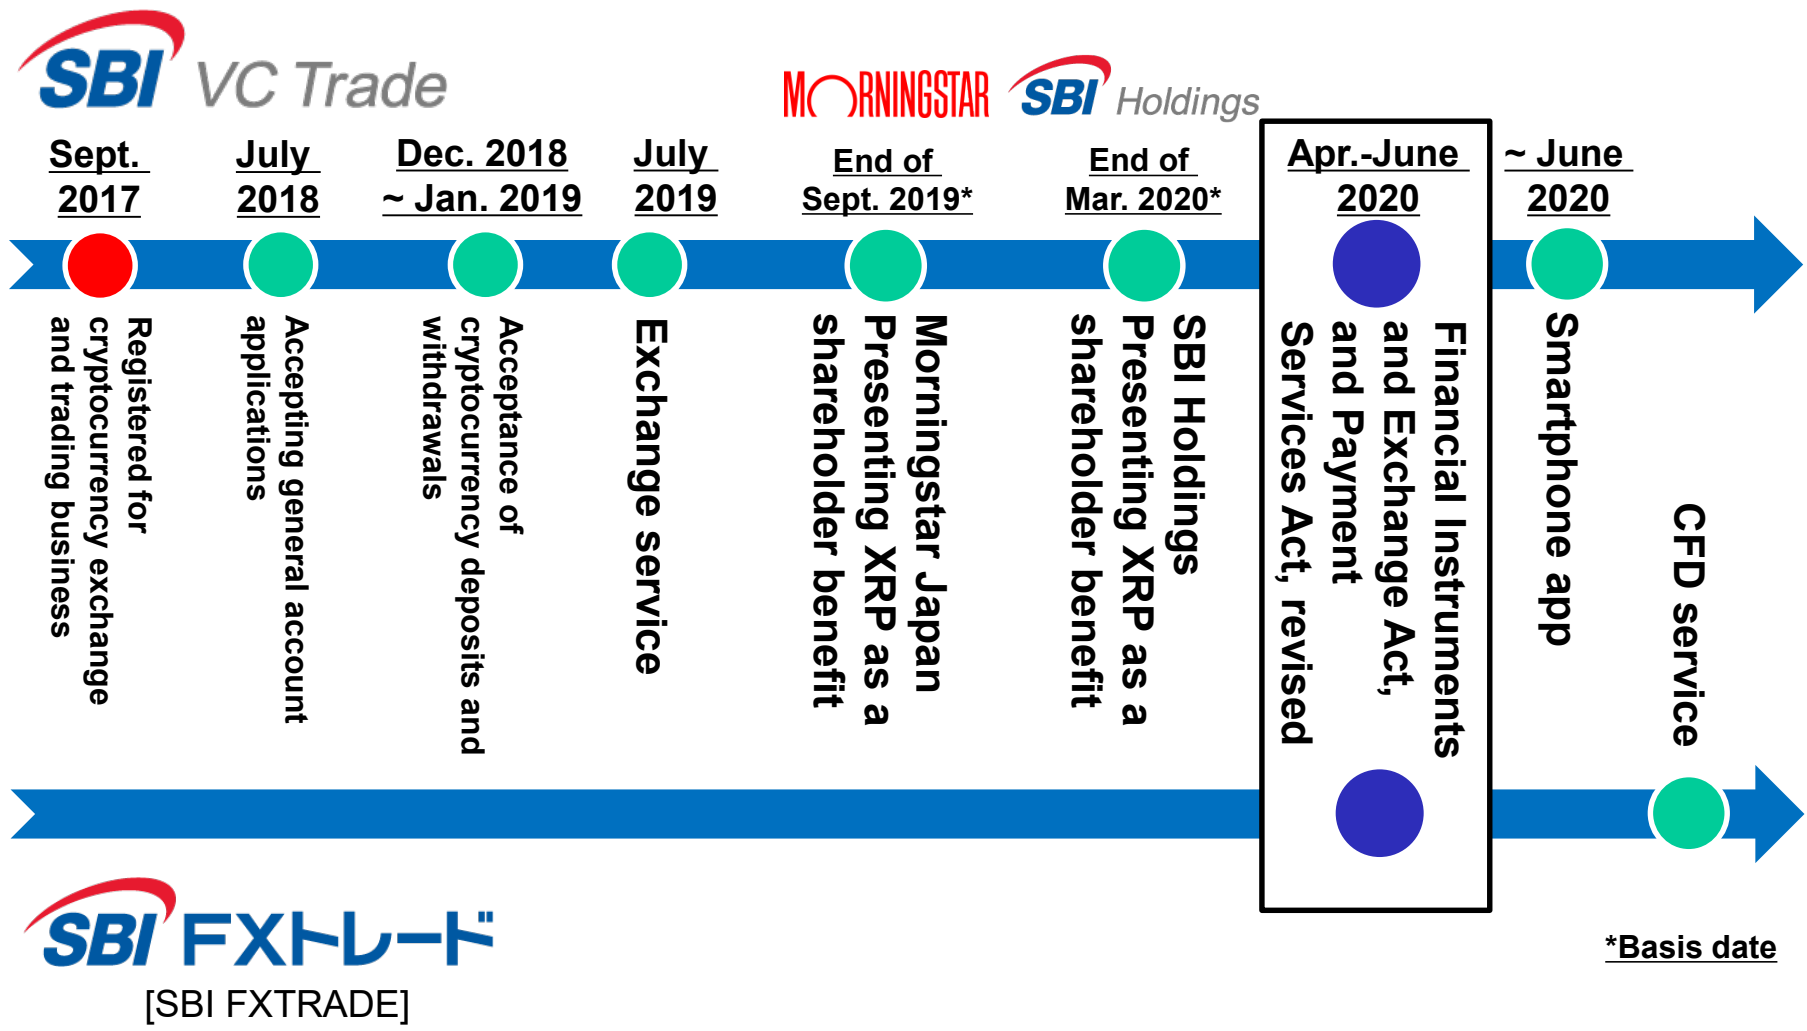 SBI VC Trade
MORNINGSTAR
SBI Holdings
Sept.
2017
July
2018
Dec. 2018
~ Jan. 2019
July
2019
End of
Sept. 2019*
End of
Mar. 2020*
Apr.-June
2020
~ June
2020
Registered for
cryptocurrency exchange
and trading business
Accepting general account
applications
Acceptance of
cryptocurrency deposits and
withdrawals
Exchange service
Morningstar Japan
Presenting XRP as a
shareholder benefit
SBI Holdings
Presenting XRP as a
shareholder benefit
Financial Instruments
and Exchange Act,
and Payment
Services Act, revised
Smartphone app
CFD service
SBI FXトレード
[SBI FXTRADE]
*Basis date